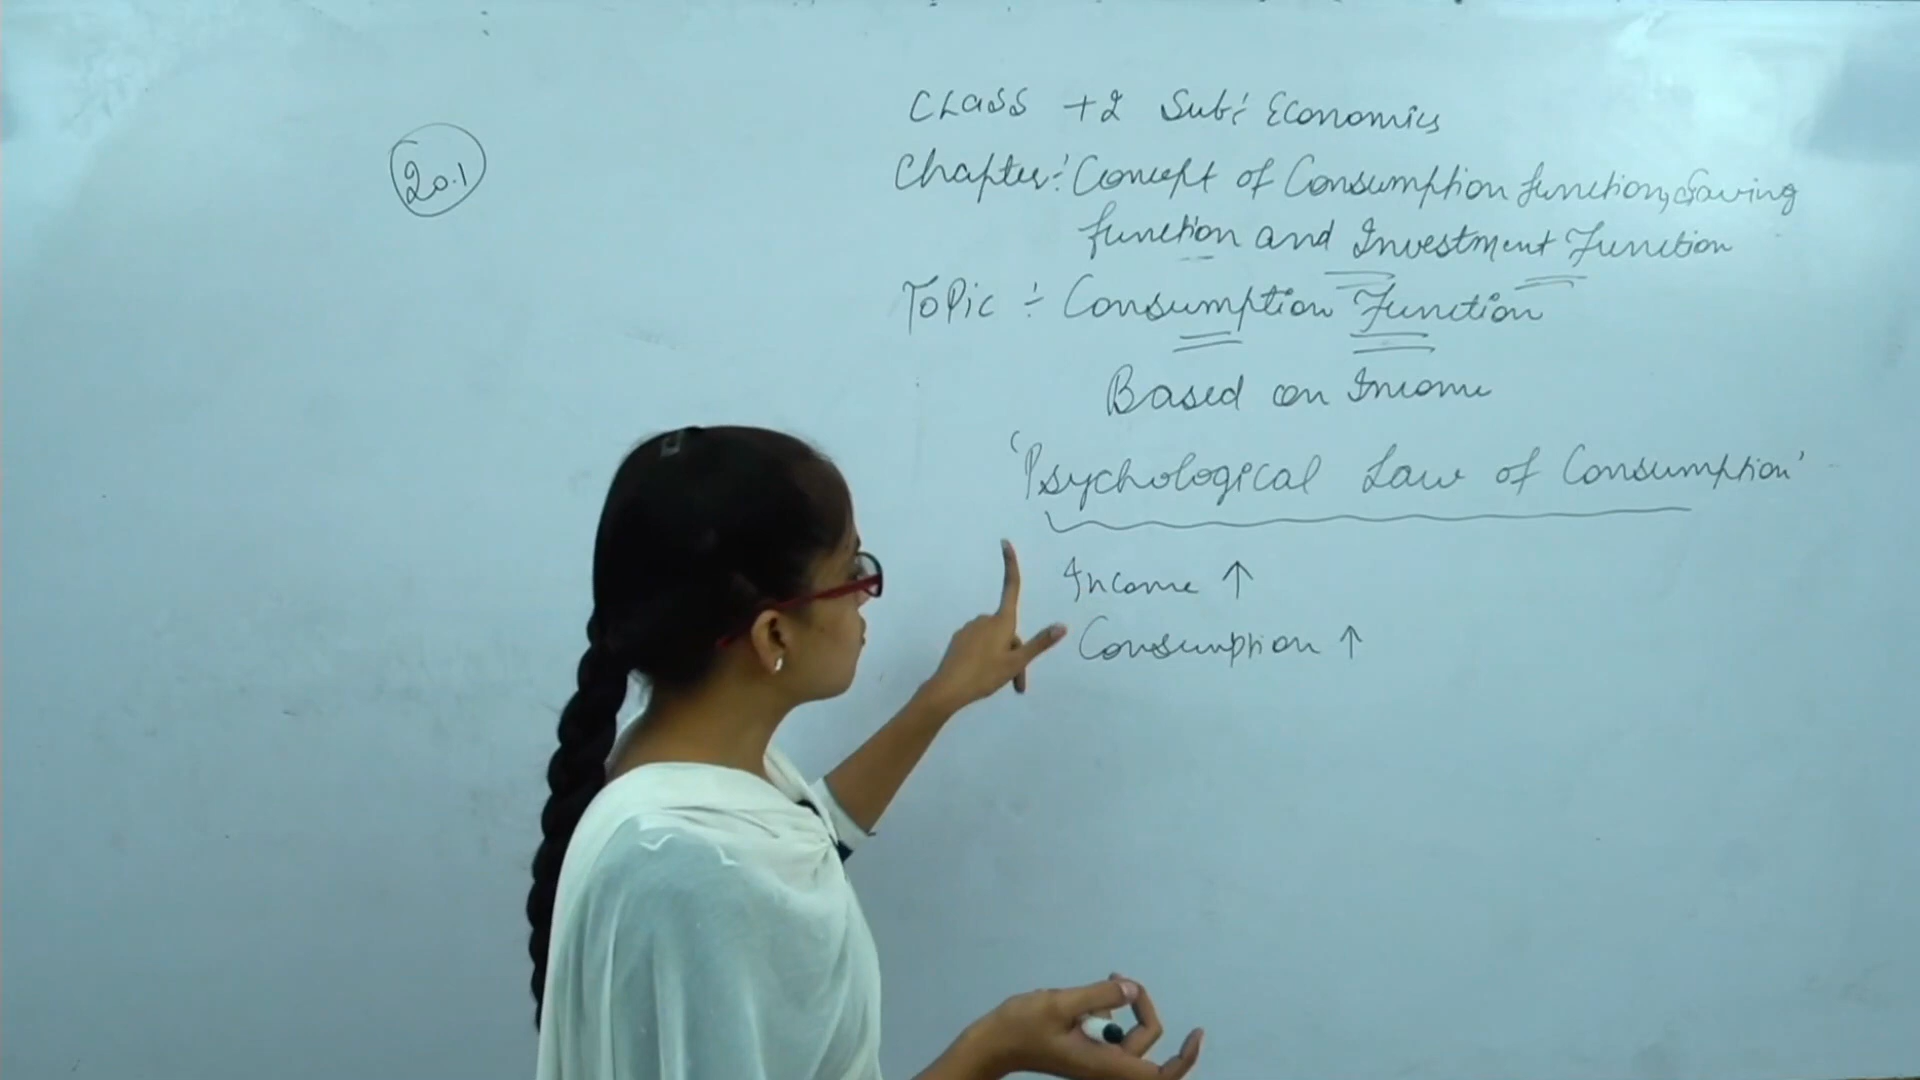 20.1
Class +2 Sub: Economics
Chapter:- Concept of Consumption function, Saving
function and Investment Function
Topic :- Consumption Function
Based on Income
'Psychological Law of Consumption'
Income ↑
Consumption ↑